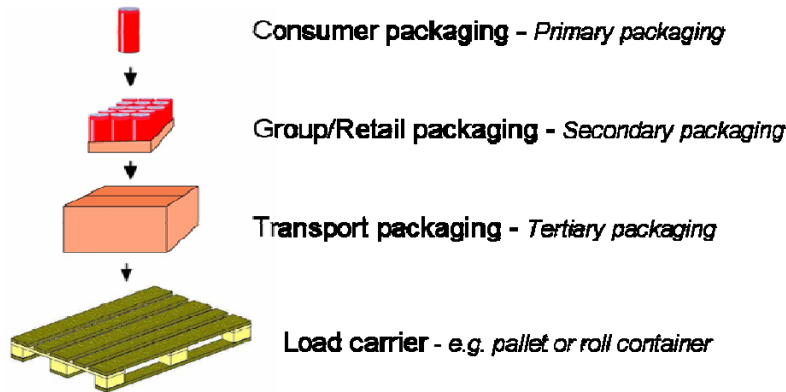 Consumer packaging - Primary packaging
Group/Retail packaging - Secondary packaging
Transport packaging - Tertiary packaging
Load carrier - e.g. pallet or roll container